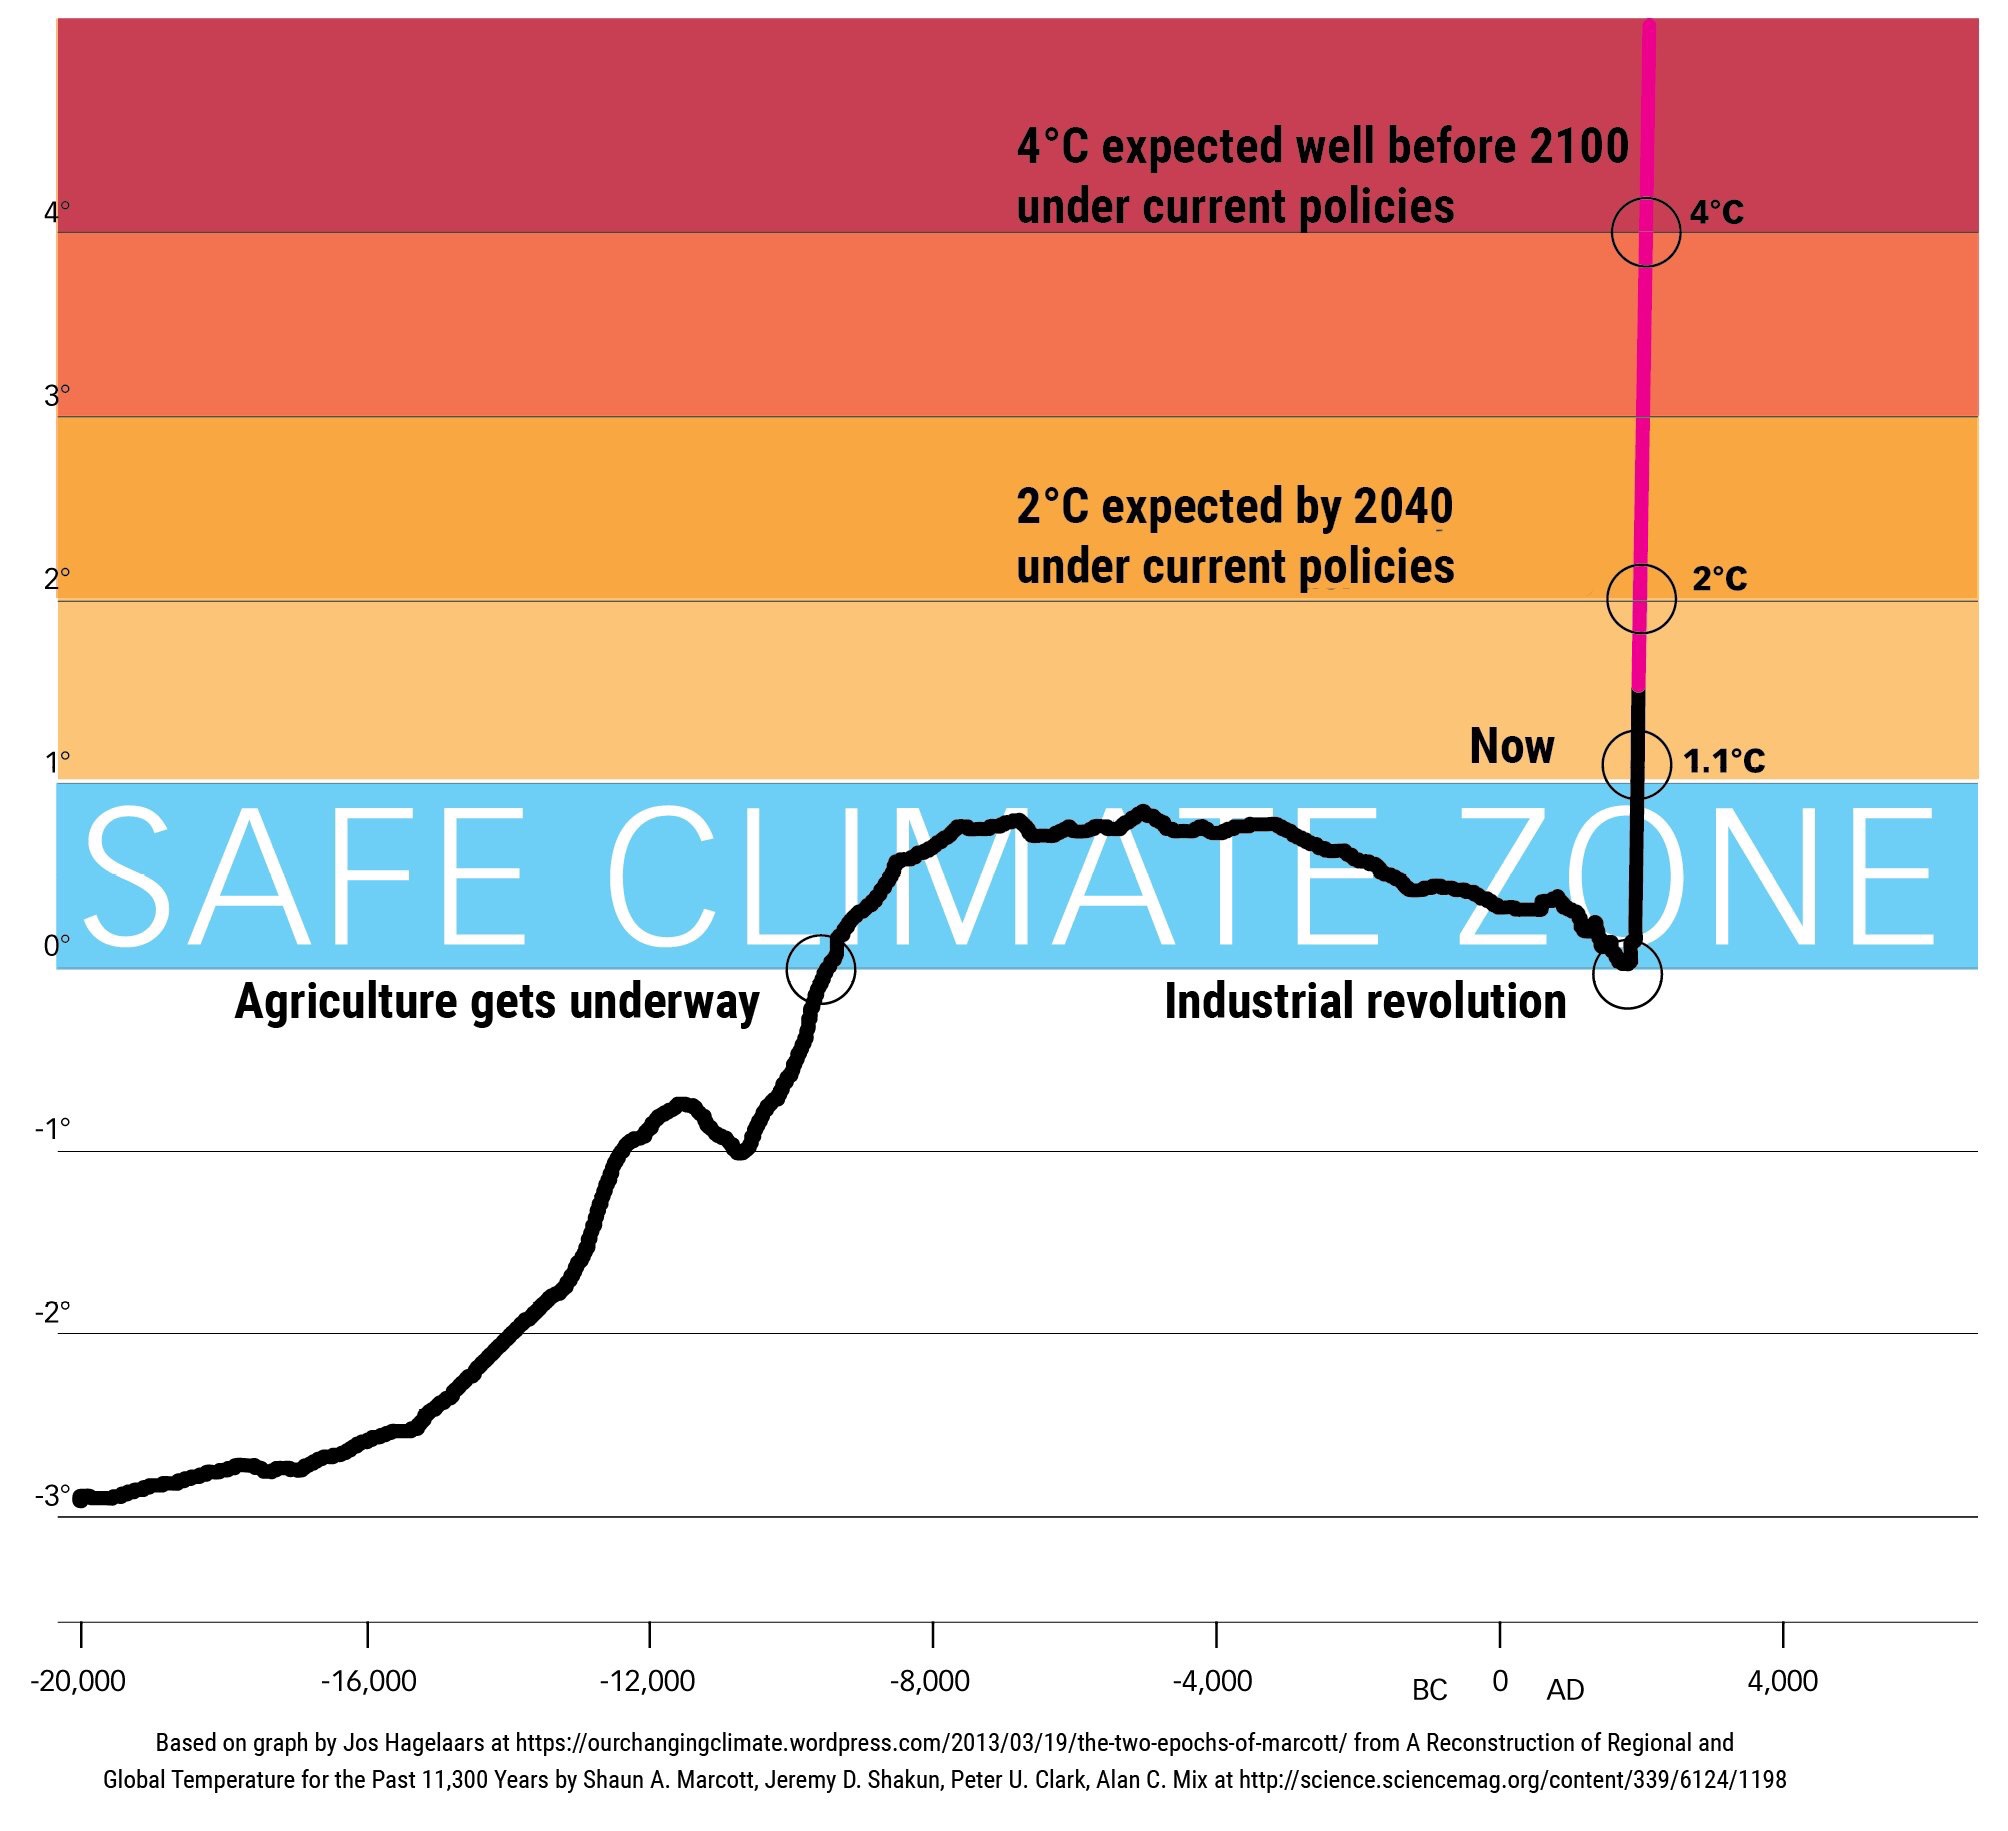 4°C expected well before 2100
under current policies
4°
4°C
3°
2°C expected by 2040
under current policies
2°
2°C
Now
1°
1.1°C
SAFE CLIMATE ZONE
0°
Agriculture gets underway
Industrial revolution
-1°
-2°
-3°
-20,000 -16,000 -12,000 -8,000 -4,000 BC 0 AD 4,000
Based on graph by Jos Hagelaars at https://ourchangingclimate.wordpress.com/2013/03/19/the-two-epochs-of-marcott/ from A Reconstruction of Regional and
Global Temperature for the Past 11,300 Years by Shaun A. Marcott, Jeremy D. Shakun, Peter U. Clark, Alan C. Mix at http://science.sciencemag.org/content/339/6124/1198